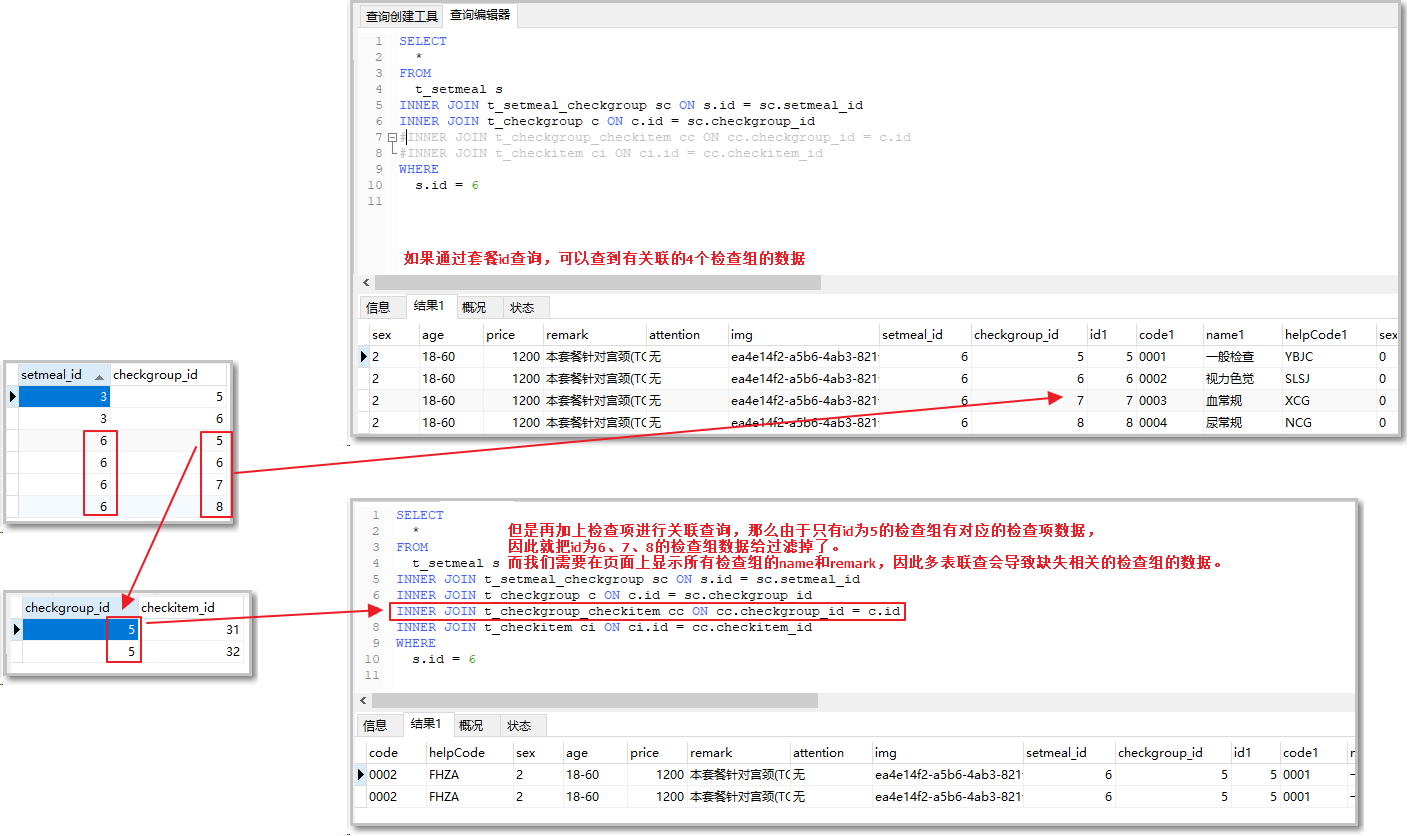 查询创建工具 查询编辑器
1 SELECT
2 *
3 FROM
4 t_setmeal s
5 INNER JOIN t_setmeal_checkgroup sc ON s.id = sc.setmeal_id
6 INNER JOIN t_checkgroup c ON c.id = sc.checkgroup_id
7 #INNER JOIN t_checkgroup_checkitem cc ON cc.checkgroup_id = c.id
8 #INNER JOIN t_checkitem ci ON ci.id = cc.checkitem_id
9 WHERE
10 s.id = 6
11
如果通过套餐id查询，可以查到有关联的4个检查组的数据
信息 结果1 概况 状态
sex age price remark attention img setmeal_id checkgroup_id id1 code1 name1 helpCode1 sex
2 18-60 1200 本套餐针对宫颈(TC 无 ea4e14f2-a5b6-4ab3-821 6 5 5 0001 一般检查 YBJC 0
2 18-60 1200 本套餐针对宫颈(TC 无 ea4e14f2-a5b6-4ab3-821 6 6 6 0002 视力色觉 SLSJ 0
2 18-60 1200 本套餐针对宫颈(TC 无 ea4e14f2-a5b6-4ab3-821 6 7 7 0003 血常规 XCG 0
2 18-60 1200 本套餐针对宫颈(TC 无 ea4e14f2-a5b6-4ab3-821 6 8 8 0004 尿常规 NCG 0
setmeal_id checkgroup_id
3 5
3 6
6 5
6 6
6 7
6 8
checkgroup_id checkitem_id
5 31
5 32
1 SELECT
2 *
3 FROM
4 t_setmeal s
5 INNER JOIN t_setmeal_checkgroup sc ON s.id = sc.setmeal_id
6 INNER JOIN t_checkgroup c ON c.id = sc.checkgroup_id
INNER JOIN t_checkgroup_checkitem cc ON cc.checkgroup_id = c.id
8 INNER JOIN t_checkitem ci ON ci.id = cc.checkitem_id
9 WHERE
10 s.id = 6
11
但是再加上检查项进行关联查询，那么由于只有id为5的检查组有对应的检查项数据，
因此就把id为6、7、8的检查组数据给过滤掉了。
而我们需要在页面上显示所有检查组的name和remark，因此多表联查会导致缺失相关的检查组的数据。
信息 结果1 概况 状态
code helpCode sex age price remark attention img setmeal_id checkgroup_id id1 code1
0002 FHZA 2 18-60 1200 本套餐针对宫颈(TC 无 ea4e14f2-a5b6-4ab3-821 6 5 5 0001
0002 FHZA 2 18-60 1200 本套餐针对宫颈(TC 无 ea4e14f2-a5b6-4ab3-821 6 5 5 0001